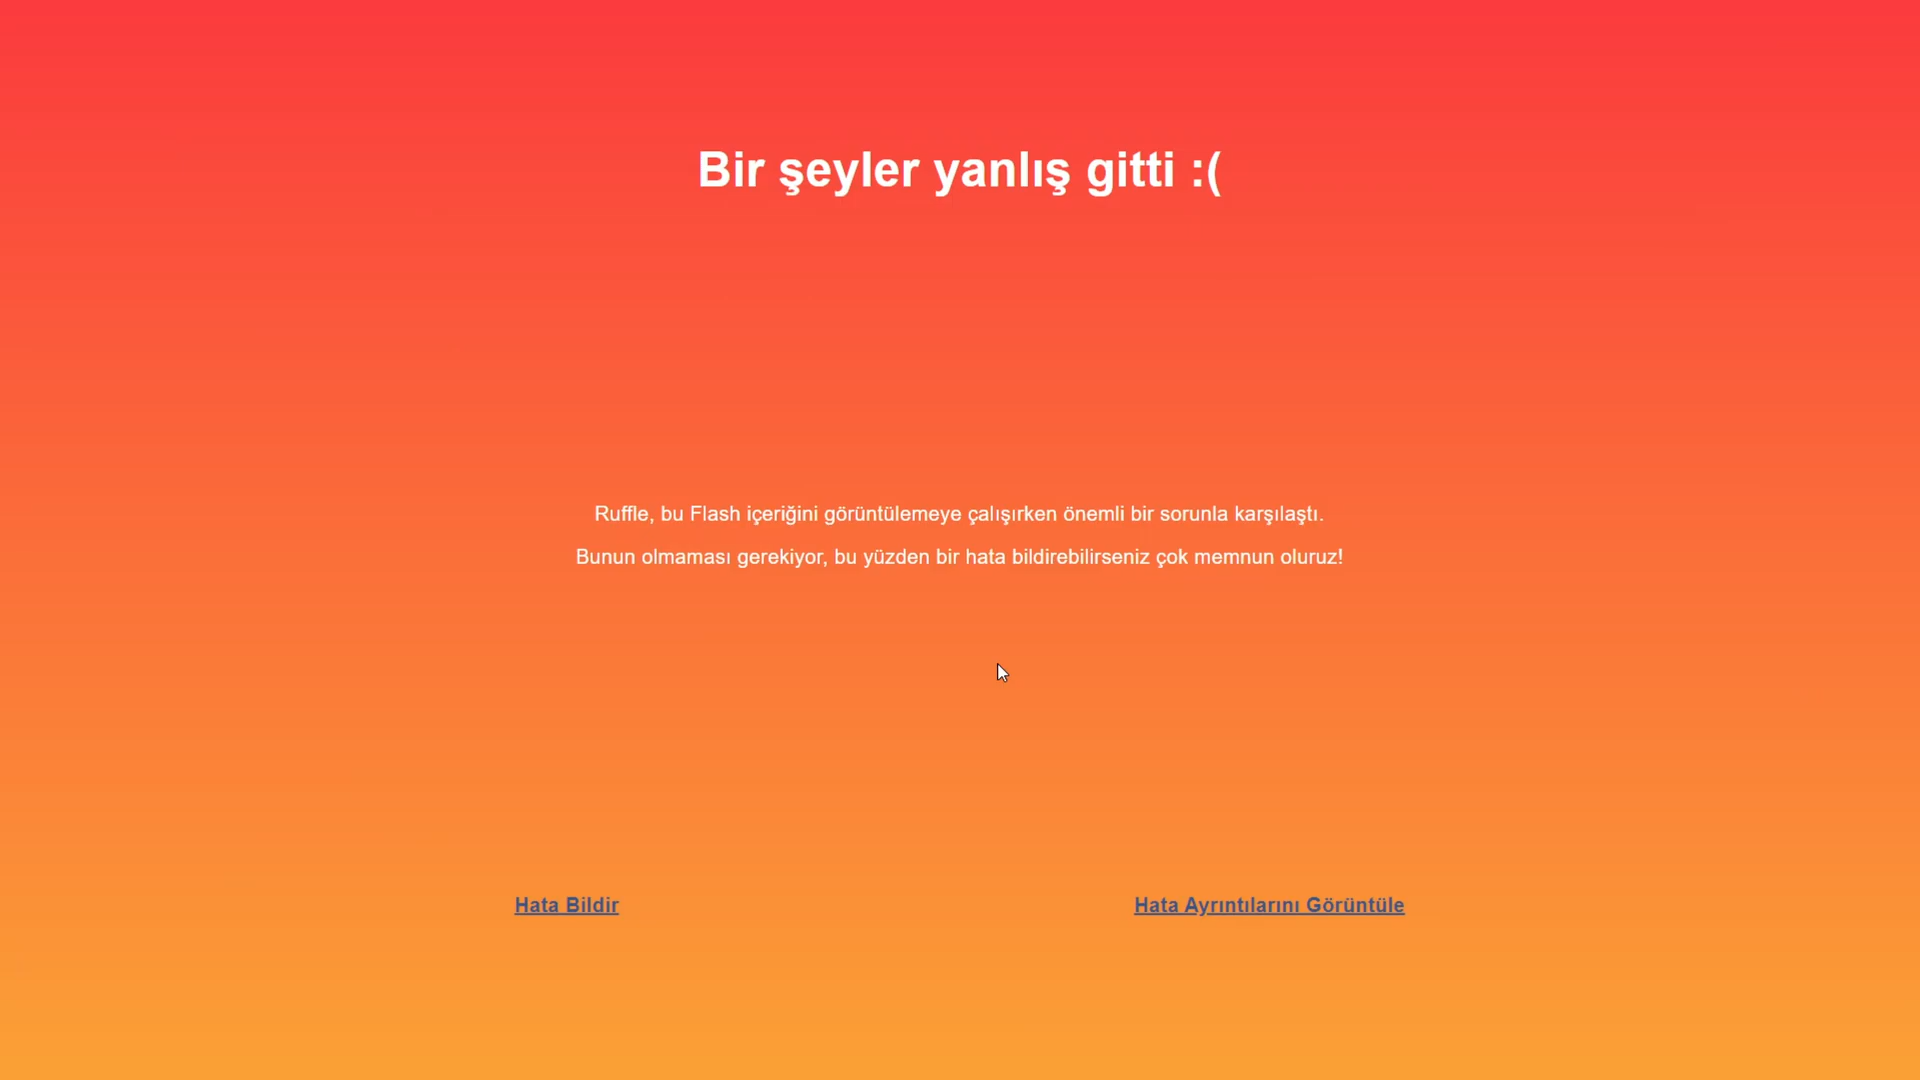 Bir şeyler yanlış gitti :(
Ruffle, bu Flash içeriğini görüntülemeye çalışırken önemli bir sorunla karşılaştı.
Bunun olmaması gerekiyor, bu yüzden bir hata bildirebilirseniz çok memnun oluruz!
Hata Bildir
Hata Ayrıntılarını Görüntüle